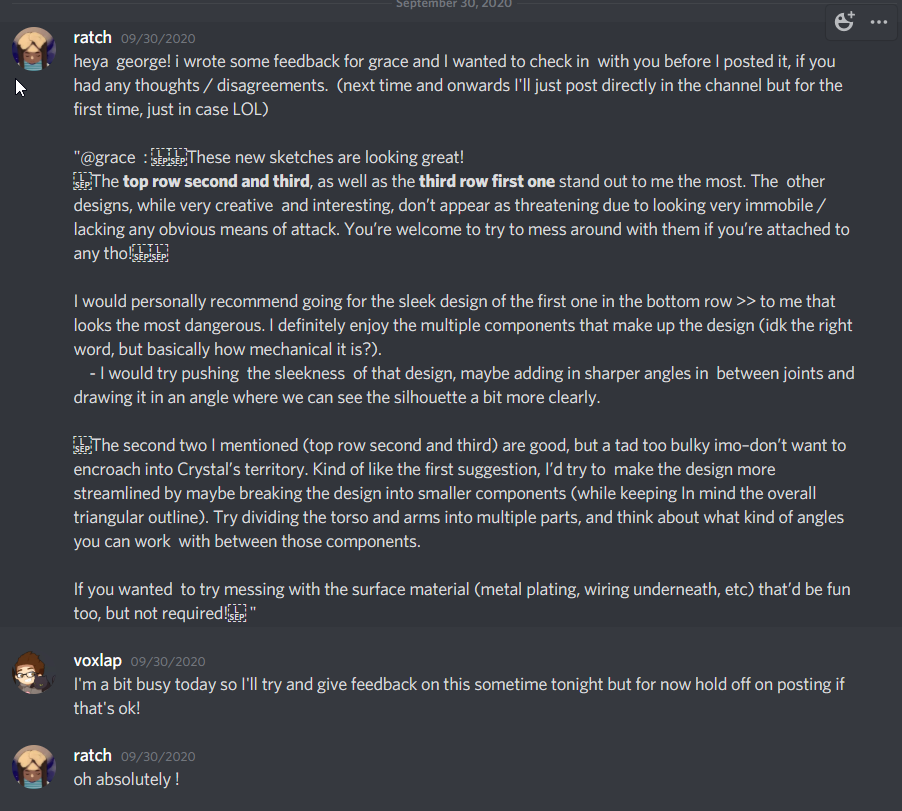 September 30, 2020
ratch 09/30/2020
heya george! i wrote some feedback for grace and I wanted to check in with you before I posted it, if you
had any thoughts / disagreements. (next time and onwards I'll just post directly in the channel but for the
first time, just in case LOL)
"@grace : L SEP L SEP These new sketches are looking great!
L SEP The top row second and third, as well as the third row first one stand out to me the most. The other
designs, while very creative and interesting, don’t appear as threatening due to looking very immobile /
lacking any obvious means of attack. You’re welcome to try to mess around with them if you’re attached to
any tho! L SEP L SEP
I would personally recommend going for the sleek design of the first one in the bottom row >> to me that
looks the most dangerous. I definitely enjoy the multiple components that make up the design (idk the right
word, but basically how mechanical it is?).
- I would try pushing the sleekness of that design, maybe adding in sharper angles in between joints and
drawing it in an angle where we can see the silhouette a bit more clearly.
L SEP The second two I mentioned (top row second and third) are good, but a tad too bulky imo–don’t want to
encroach into Crystal’s territory. Kind of like the first suggestion, I’d try to make the design more
streamlined by maybe breaking the design into smaller components (while keeping In mind the overall
triangular outline). Try dividing the torso and arms into multiple parts, and think about what kind of angles
you can work with between those components.
If you wanted to try messing with the surface material (metal plating, wiring underneath, etc) that’d be fun
too, but not required! L SEP "
voxlap 09/30/2020
I'm a bit busy today so I'll try and give feedback on this sometime tonight but for now hold off on posting if
that's ok!
ratch 09/30/2020
oh absolutely !